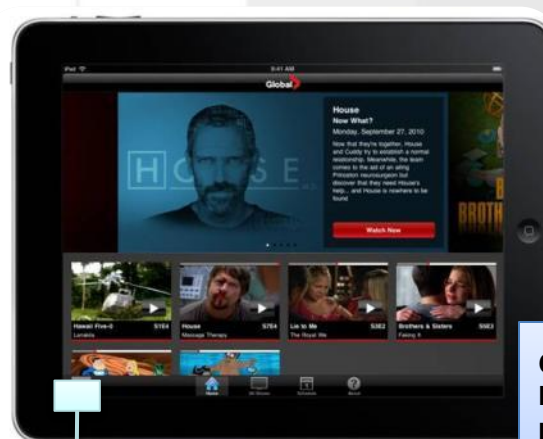 iPad
9:41 AM
Global
HOUSE
House
Now What?
Monday, September 27, 2010
Now that they're together, House
and Cuddy try to establish a normal
relationship. Meanwhile, the team
comes to the aid of an ailing
Princeton neurosurgeon but
discover that they need House's
help... and House is nowhere to be
found
Watch Now
BROTH
Hawaii Five-0 S1E4
Lanakila
House S7E4
Massage Therapy
Lie to Me S3E2
The Royal We
Brothers & Sisters S5E3
Faking It
Home
All Shows
Schedule
About